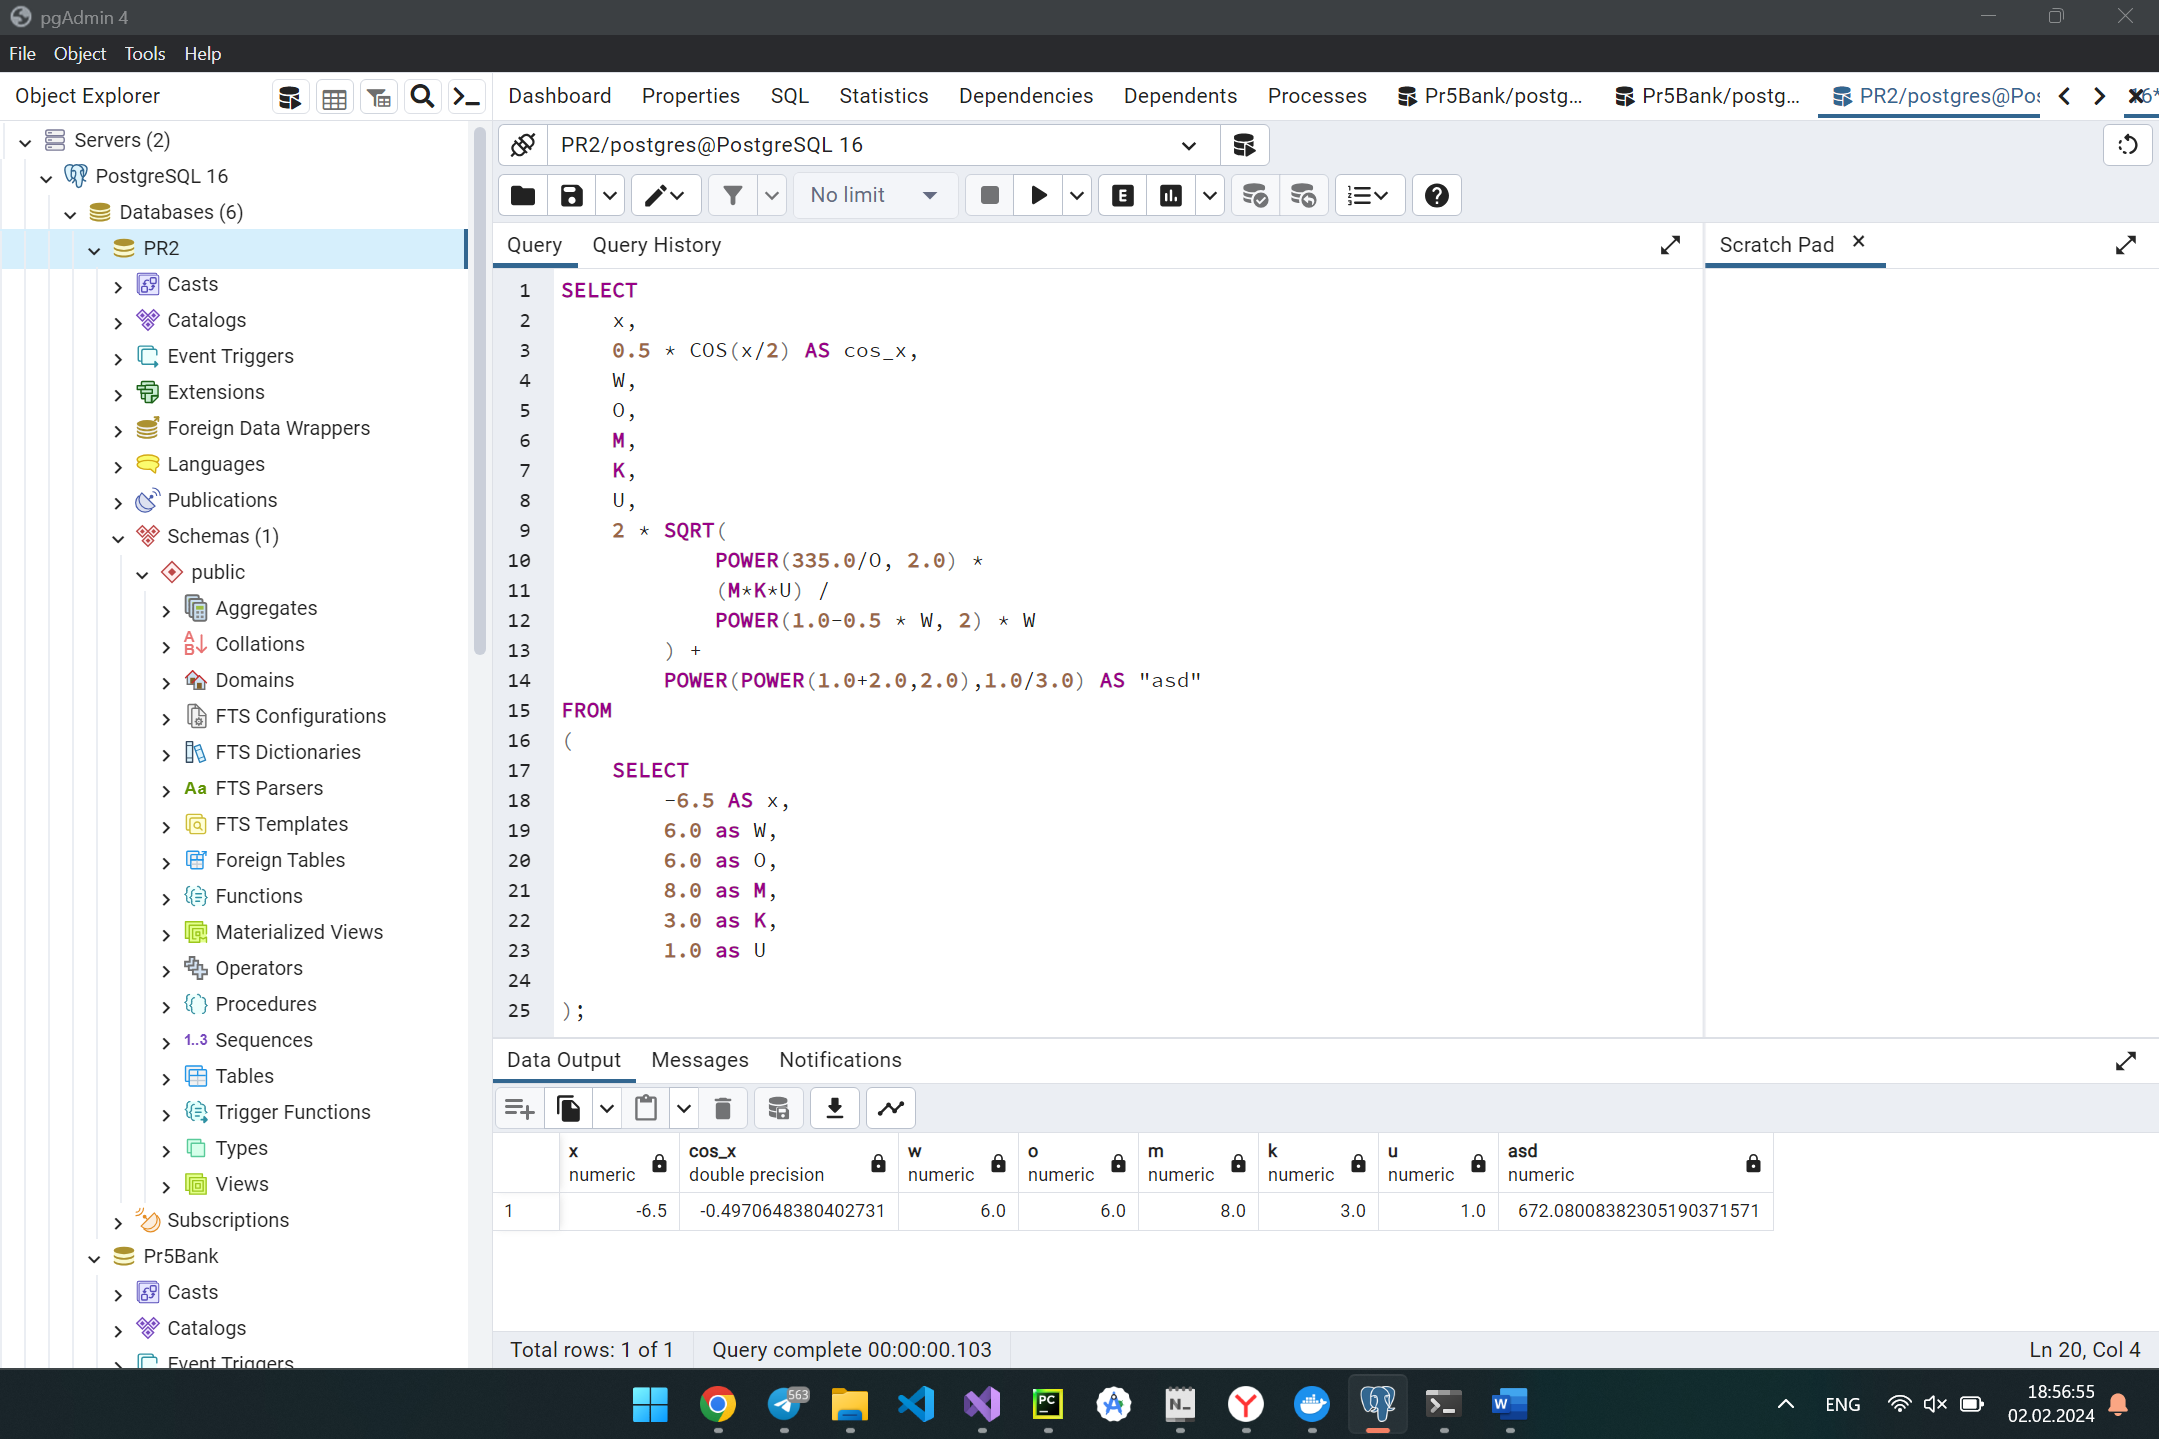 pgAdmin 4
File Object Tools Help
Object Explorer
Dashboard Properties SQL Statistics Dependencies Dependents Processes Pr5Bank/postg... Pr5Bank/postg... PR2/postgres@Pos 16*
Servers (2)
PostgreSQL 16
Databases (6)
PR2
Casts
Catalogs
Event Triggers
Extensions
Foreign Data Wrappers
Languages
Publications
Schemas (1)
public
Aggregates
Collations
Domains
FTS Configurations
FTS Dictionaries
Aa FTS Parsers
FTS Templates
Foreign Tables
Functions
Materialized Views
Operators
Procedures
1..3 Sequences
Tables
Trigger Functions
Types
Views
Subscriptions
Pr5Bank
Casts
Catalogs
Event Triggers
PR2/postgres@PostgreSQL 16
No limit
E
Query Query History
Scratch Pad
1 SELECT
2 x,
3 0.5 * COS(x/2) AS cos_x,
4 W,
5 O,
6 M,
7 K,
8 U,
9 2 * SQRT(
10 POWER(335.0/O, 2.0) *
11 (M*K*U) /
12 POWER(1.0-0.5 * W, 2) * W
13 ) +
14 POWER(POWER(1.0+2.0,2.0),1.0/3.0) AS "asd"
15 FROM
16 (
17 SELECT
18 -6.5 AS x,
19 6.0 as W,
20 6.0 as O,
21 8.0 as M,
22 3.0 as K,
23 1.0 as U
24
25 );
Data Output Messages Notifications
x cos_x w o m k u asd
numeric double precision numeric numeric numeric numeric numeric numeric
1 -6.5 -0.4970648380402731 6.0 6.0 8.0 3.0 1.0 672.08008382305190371571
Total rows: 1 of 1 Query complete 00:00:00.103 Ln 20, Col 4
563
PC
N
W
ENG
18:56:55
02.02.2024